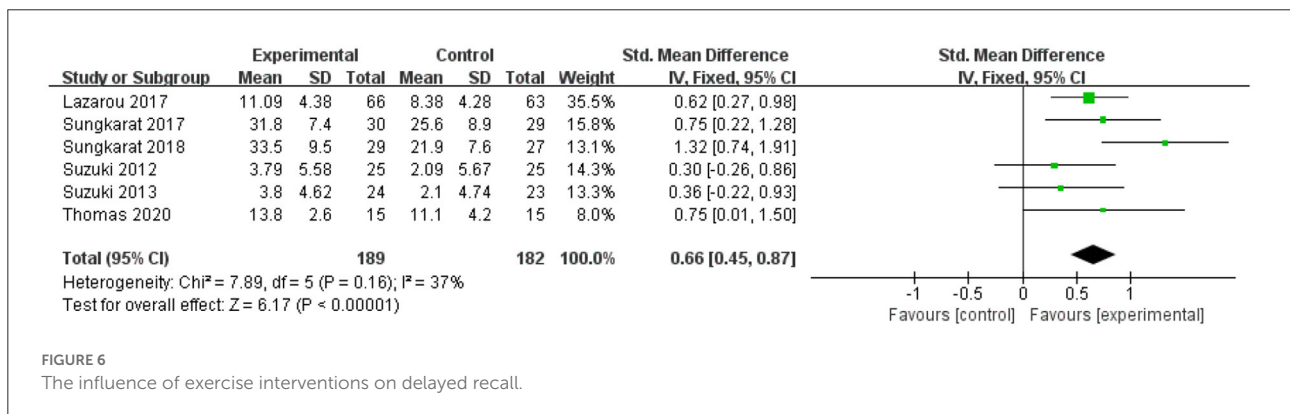 Experimental Control Std. Mean Difference Std. Mean Difference
Study or Subgroup Mean SD Total Mean SD Total Weight IV, Fixed, 95% CI IV, Fixed, 95% CI
Lazarou 2017 11.09 4.38 66 8.38 4.28 63 35.5% 0.62 [0.27, 0.98]
Sungkarat 2017 31.8 7.4 30 25.6 8.9 29 15.8% 0.75 [0.22, 1.28]
Sungkarat 2018 33.5 9.5 29 21.9 7.6 27 13.1% 1.32 [0.74, 1.91]
Suzuki 2012 3.79 5.58 25 2.09 5.67 25 14.3% 0.30 [-0.26, 0.86]
Suzuki 2013 3.8 4.62 24 2.1 4.74 23 13.3% 0.36 [-0.22, 0.93]
Thomas 2020 13.8 2.6 15 11.1 4.2 15 8.0% 0.75 [0.01, 1.50]
Total (95% CI) 189 182 100.0% 0.66 [0.45, 0.87]
Heterogeneity: Chi² = 7.89, df = 5 (P = 0.16); I² = 37%
Test for overall effect: Z = 6.17 (P < 0.00001)
-1 -0.5 0 0.5 1
Favours [control] Favours [experimental]
FIGURE 6
The influence of exercise interventions on delayed recall.